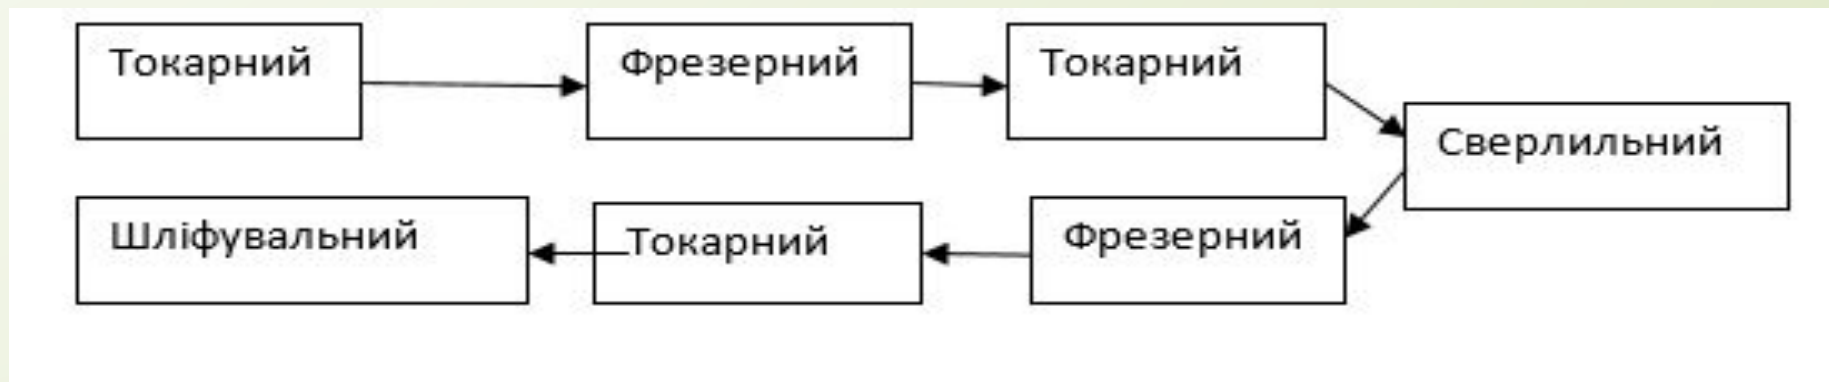 Токарний
Фрезерний
Токарний
Сверлильний
Фрезерний
Токарний
Шліфувальний